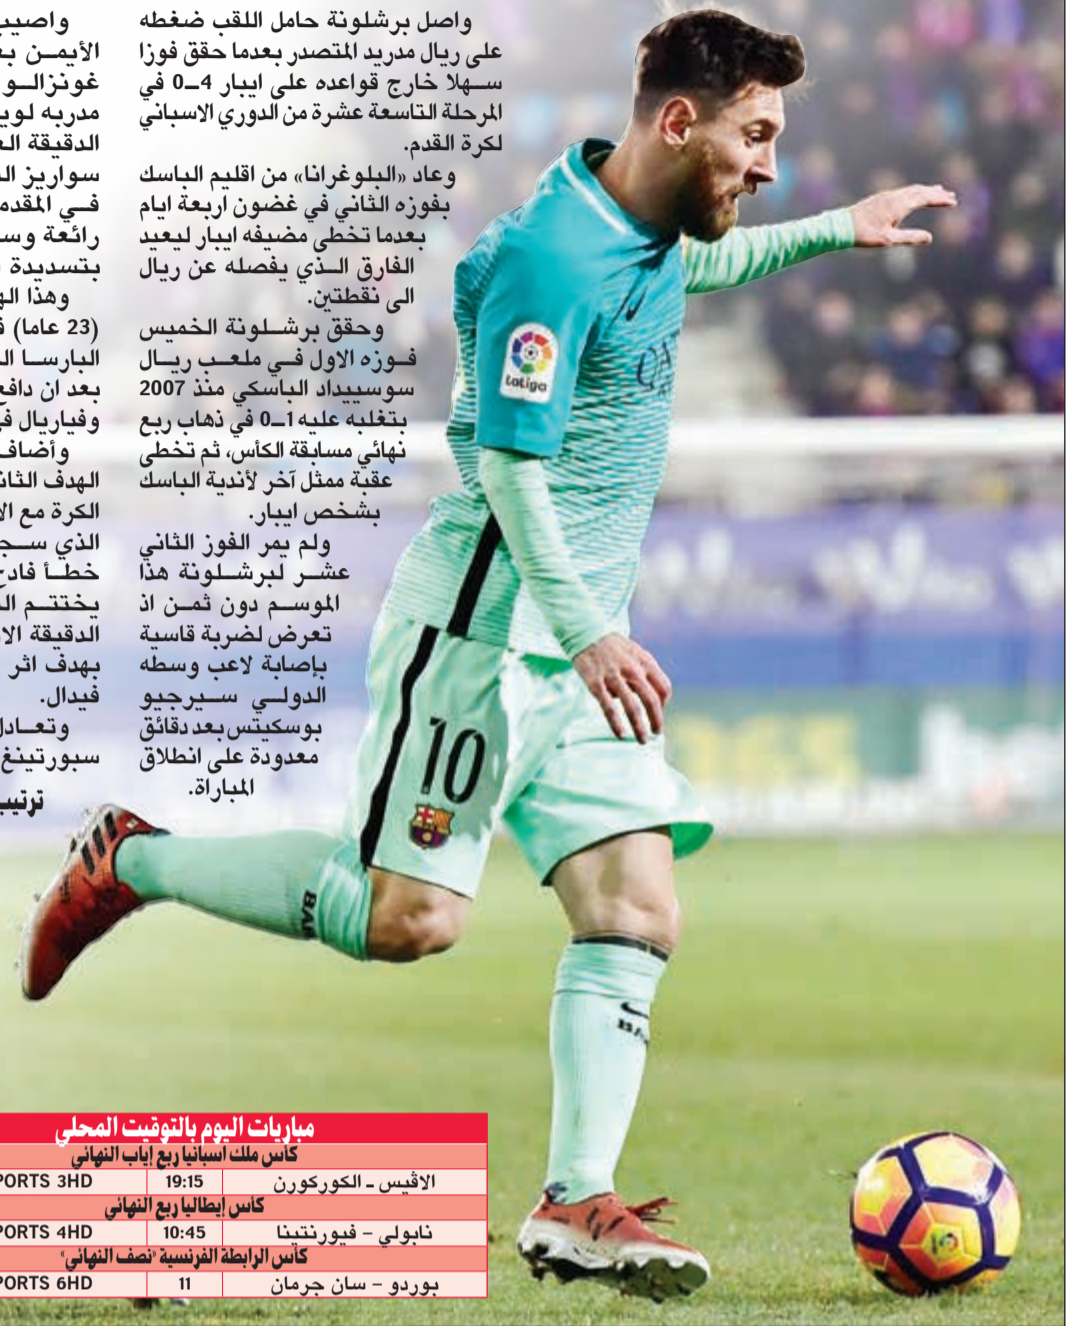 واصل برشلونة حامل اللقب ضغطه
على ريال مدريد المتصدر بعدما حقق فوزا
سهلا خارج قواعده على ايبار 4-0 في
المرحلة التاسعة عشرة من الدوري الاسباني
لكرة القدم.
وعاد «البلوغرانا» من اقليم الباسك
بفوزه الثاني في غضون اربعة ايام
بعدما تخطى مضيفه ايبار ليعيد
الفارق الذي يفصله عن ريال
الى نقطتين.
وحقق برشلونة الخميس
فوزه الاول في ملعب ريال
سوسييداد الباسكي منذ 2007
بتغلبه عليه 1-0 في ذهاب ربع
نهائي مسابقة الكأس، ثم تخطى
عقبة ممثل آخر لأندية الباسك
بشخص ايبار.
ولم يمر الفوز الثاني
عشر لبرشلونة هذا
الموسم دون ثمن اذ
تعرض لضربة قاسية
بإصابة لاعب وسطه
الدولي سيرجيو
بوسكيتس بعد دقائق
معدودة على انطلاق
المباراة.
واصيب
الأيمن
غونزالو
مدربه
الدقيقة
سواريز
في المقدمة
رائعة
بتسديدة
وهذا
(23 عاما)
البارسا
بعد ان دافع
وفياريال
وأضاف
الهدف
الكرة مع
الذي
خطأ فادح
يختتم
الدقيقة
بهدف اثر
فيدال.
سبورتينغ
LaLiga
10
مباريات اليوم بالتوقيت المحلي
كأس ملك اسبانيا ربع إياب النهائي
الافيس - الكوركورن 19:15 PORTS 3HD
كأس إيطاليا ربع النهائي
نابولي - فيورنتينا 10:45 PORTS 4HD
كأس الرابطة الفرنسية «نصف النهائي»
بوردو - سان جرمان 11 PORTS 6HD